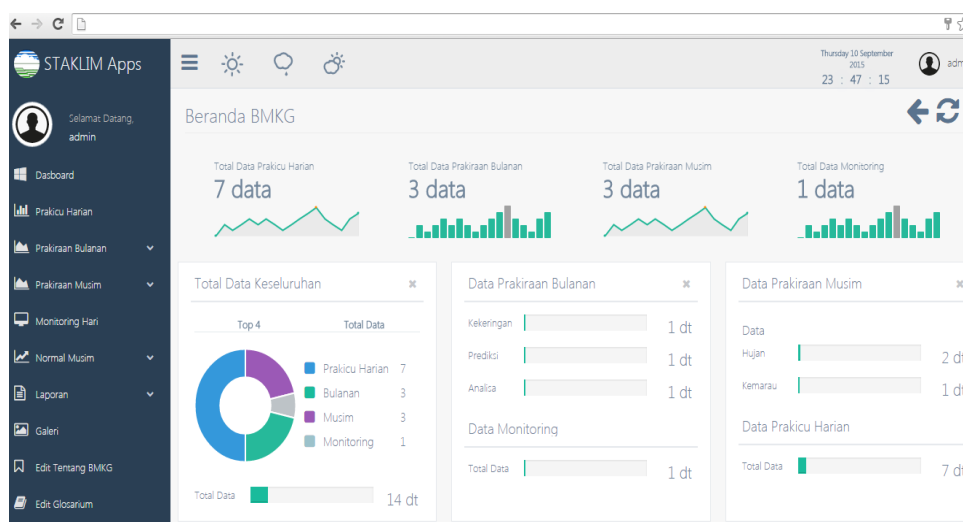 STAKLIM Apps
Thursday 10 September
2015
23 : 47 : 15
Selamat Datang,
admin
Dasboard
Prakicu Harian
Prakiraan Bulanan
Prakiraan Musim
Monitoring Hari
Normal Musim
Laporan
Galeri
Edit Tentang BMKG
Edit Glosarium
Beranda BMKG
Total Data Prakicu Harian
7 data
Total Data Prakiraan Bulanan
3 data
Total Data Prakiraan Musim
3 data
Total Data Monitoring
1 data
Total Data Keseluruhan
Top 4 Total Data
Prakicu Harian 7
Bulanan 3
Musim 3
Monitoring 1
Total Data 14 dt
Data Prakiraan Bulanan
Kekeringan 1 dt
Prediksi 1 dt
Analisa 1 dt
Data Monitoring
Total Data 1 dt
Data Prakiraan Musim
Data
Hujan 2 dt
Kemarau 1 dt
Data Prakicu Harian
Total Data 7 dt